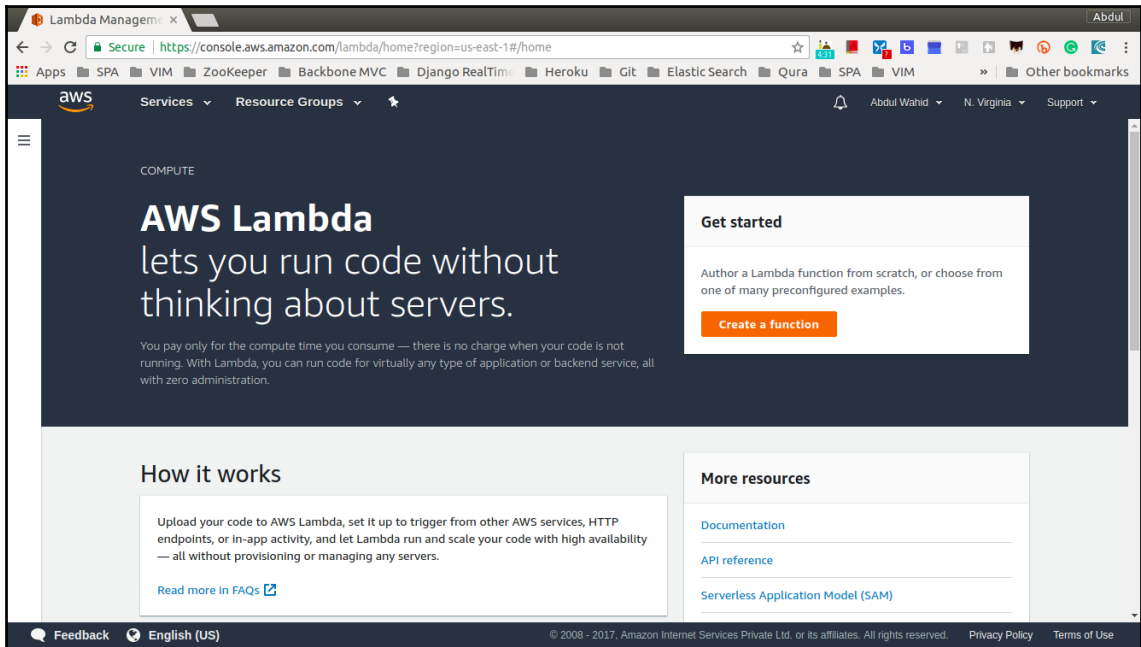 Lambda Manageme ×
Abdul
Secure | https://console.aws.amazon.com/lambda/home?region=us-east-1#/home
4:31
?
b
Apps SPA VIM ZooKeeper Backbone MVC Django RealTime Heroku Git Elastic Search Qura SPA VIM » Other bookmarks
aws Services Resource Groups Abdul Wahid N. Virginia Support
COMPUTE
AWS Lambda
lets you run code without
thinking about servers.
You pay only for the compute time you consume — there is no charge when your code is not
running. With Lambda, you can run code for virtually any type of application or backend service, all
with zero administration.
Get started
Author a Lambda function from scratch, or choose from
one of many preconfigured examples.
Create a function
How it works
Upload your code to AWS Lambda, set it up to trigger from other AWS services, HTTP
endpoints, or in-app activity, and let Lambda run and scale your code with high availability
— all without provisioning or managing any servers.
Read more in FAQs
More resources
Documentation
API reference
Serverless Application Model (SAM)
Feedback English (US) © 2008 - 2017, Amazon Internet Services Private Ltd. or its affiliates. All rights reserved. Privacy Policy Terms of Use